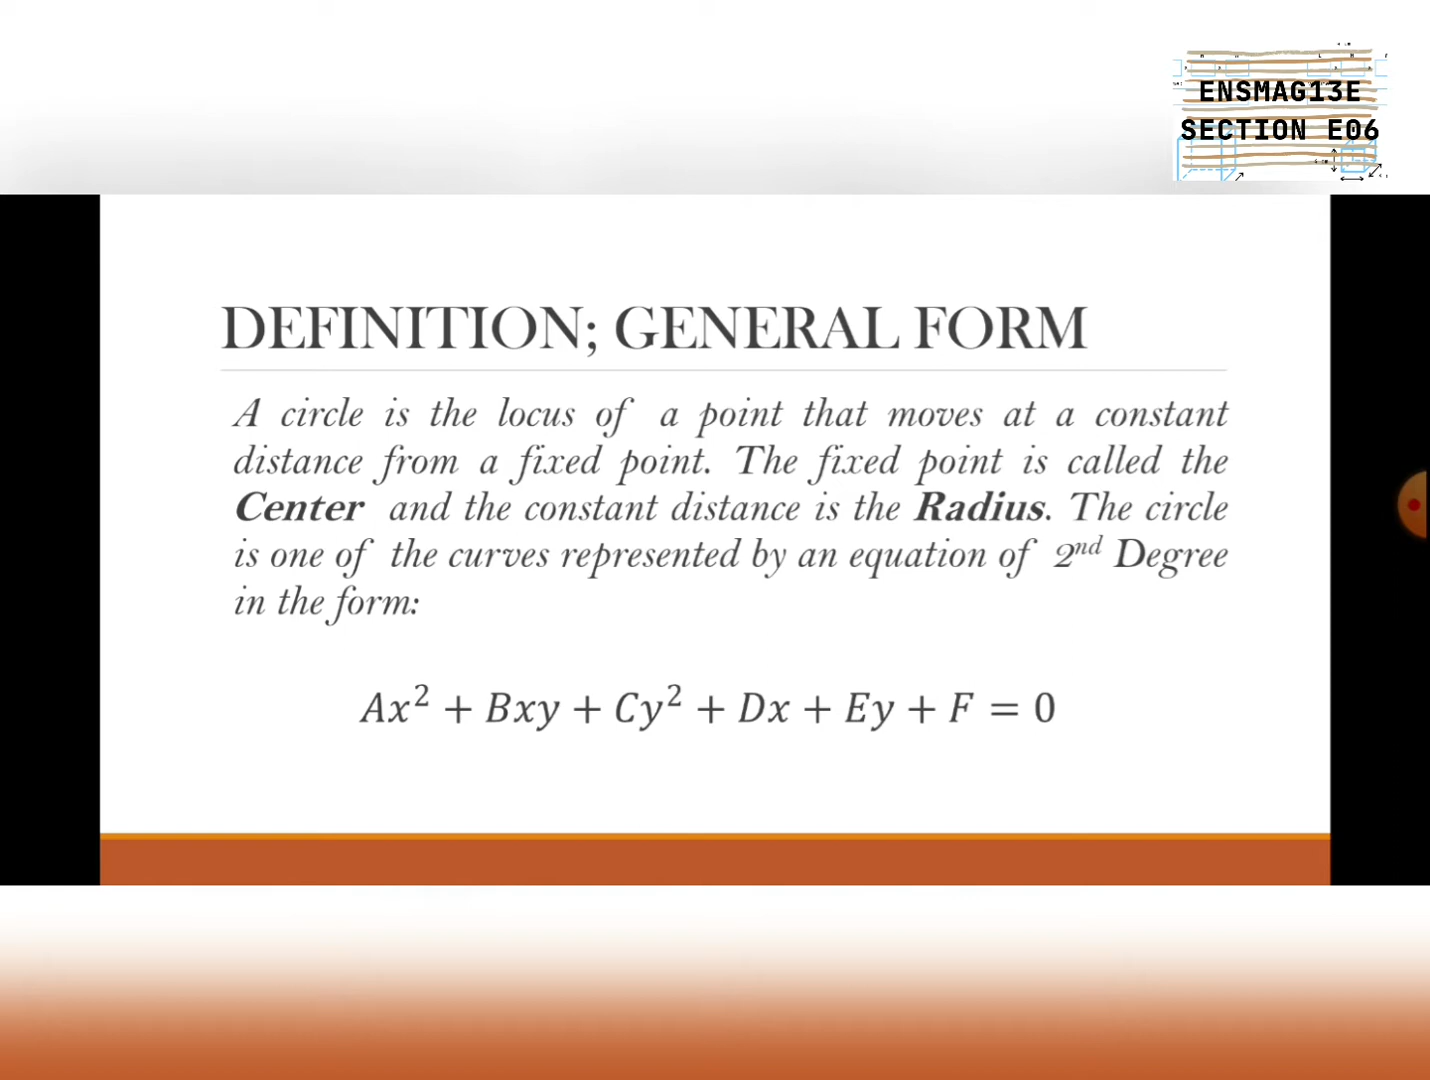 ENSMAG13E
SECTION E06
DEFINITION; GENERAL FORM
A circle is the locus of a point that moves at a constant
distance from a fixed point. The fixed point is called the
Center and the constant distance is the Radius. The circle
is one of the curves represented by an equation of 2nd Degree
in the form:
Ax² + Bxy + Cy² + Dx + Ey + F = 0